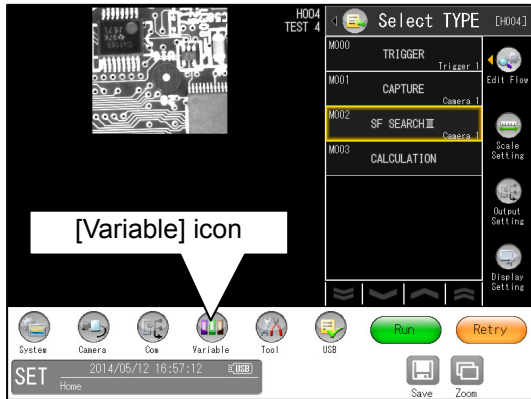 H004
TEST 4
Select TYPE
[H004]
M000
TRIGGER
Trigger 1
M001
CAPTURE
Camera 1
M002
SF SEARCHⅢ
Camera 1
M003
CALCULATION
Edit Flow
Scale
Setting
Output
Setting
Display
Setting
[Variable] icon
System
Camera
Com
Variable
Tool
USB
Run
Retry
SET
2014/05/12 16:57:12
USB
Home
Save
Zoom